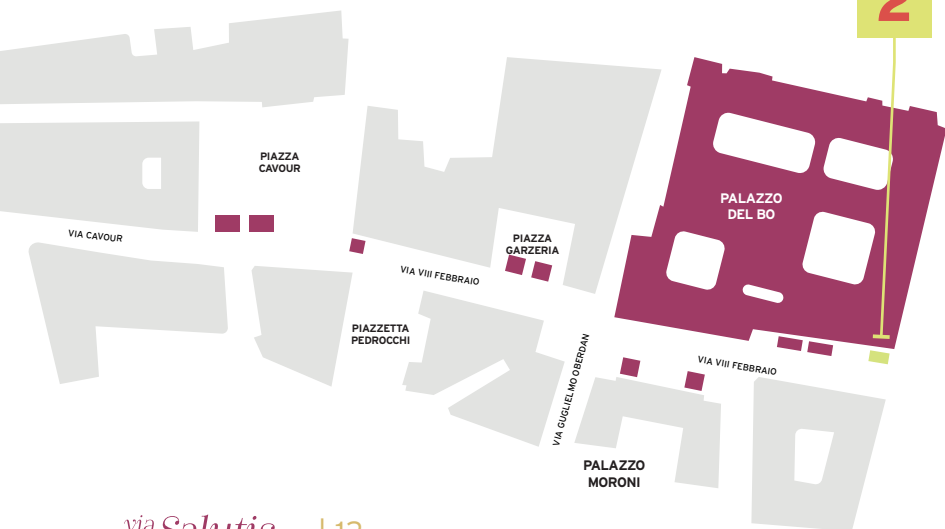 2
PIAZZA
CAVOUR
PALAZZO
DEL BO
VIA CAVOUR
PIAZZA
GARZERIA
VIA VIII FEBBRAIO
PIAZZETTA
PEDROCCHI
VIA GUGLIELMO OBERDAN
VIA VIII FEBBRAIO
PALAZZO
MORONI
via Salutis | 12